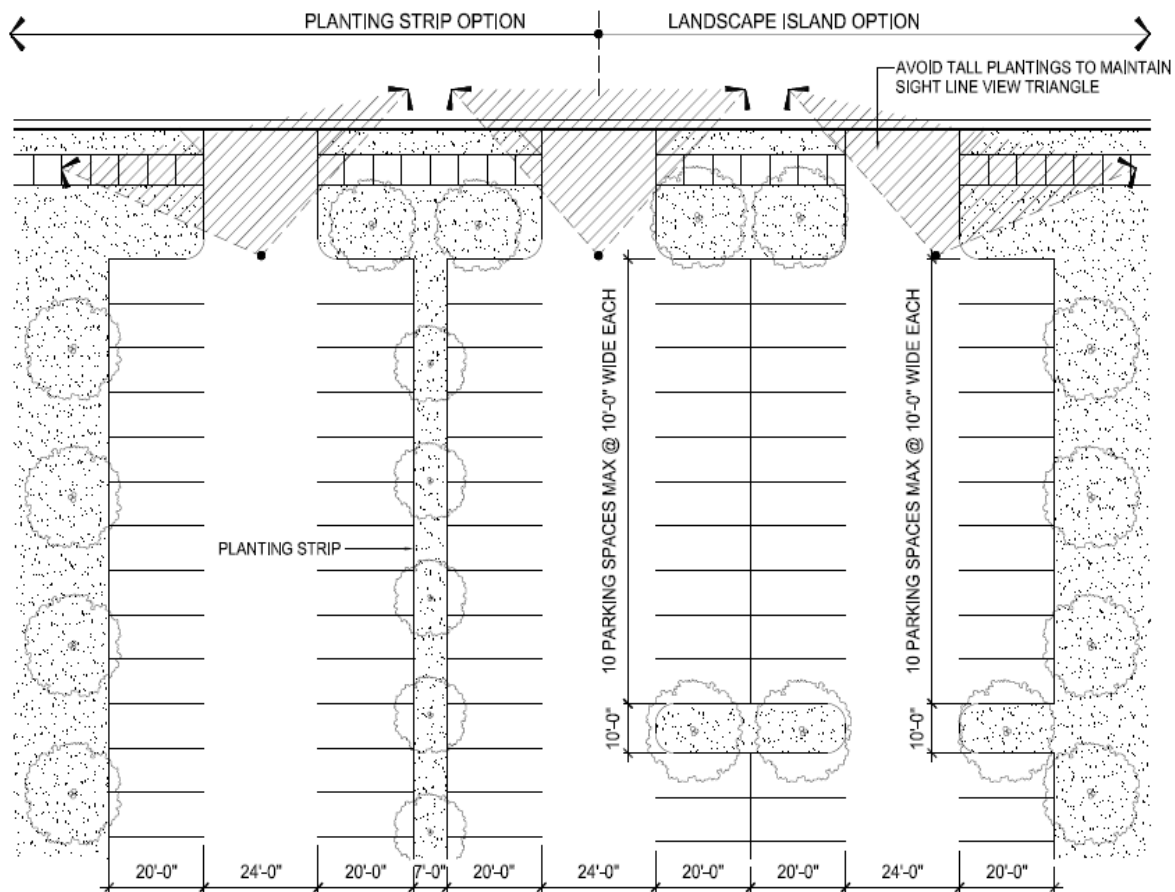 PLANTING STRIP OPTION
LANDSCAPE ISLAND OPTION
AVOID TALL PLANTINGS TO MAINTAIN
SIGHT LINE VIEW TRIANGLE
10 PARKING SPACES MAX @ 10'-0" WIDE EACH
10 PARKING SPACES MAX @ 10'-0" WIDE EACH
PLANTING STRIP
10'-0"
10'-0"
20'-0"
24'-0"
20'-0"
7'-0"
20'-0"
24'-0"
20'-0"
20'-0"
24'-0"
20'-0"